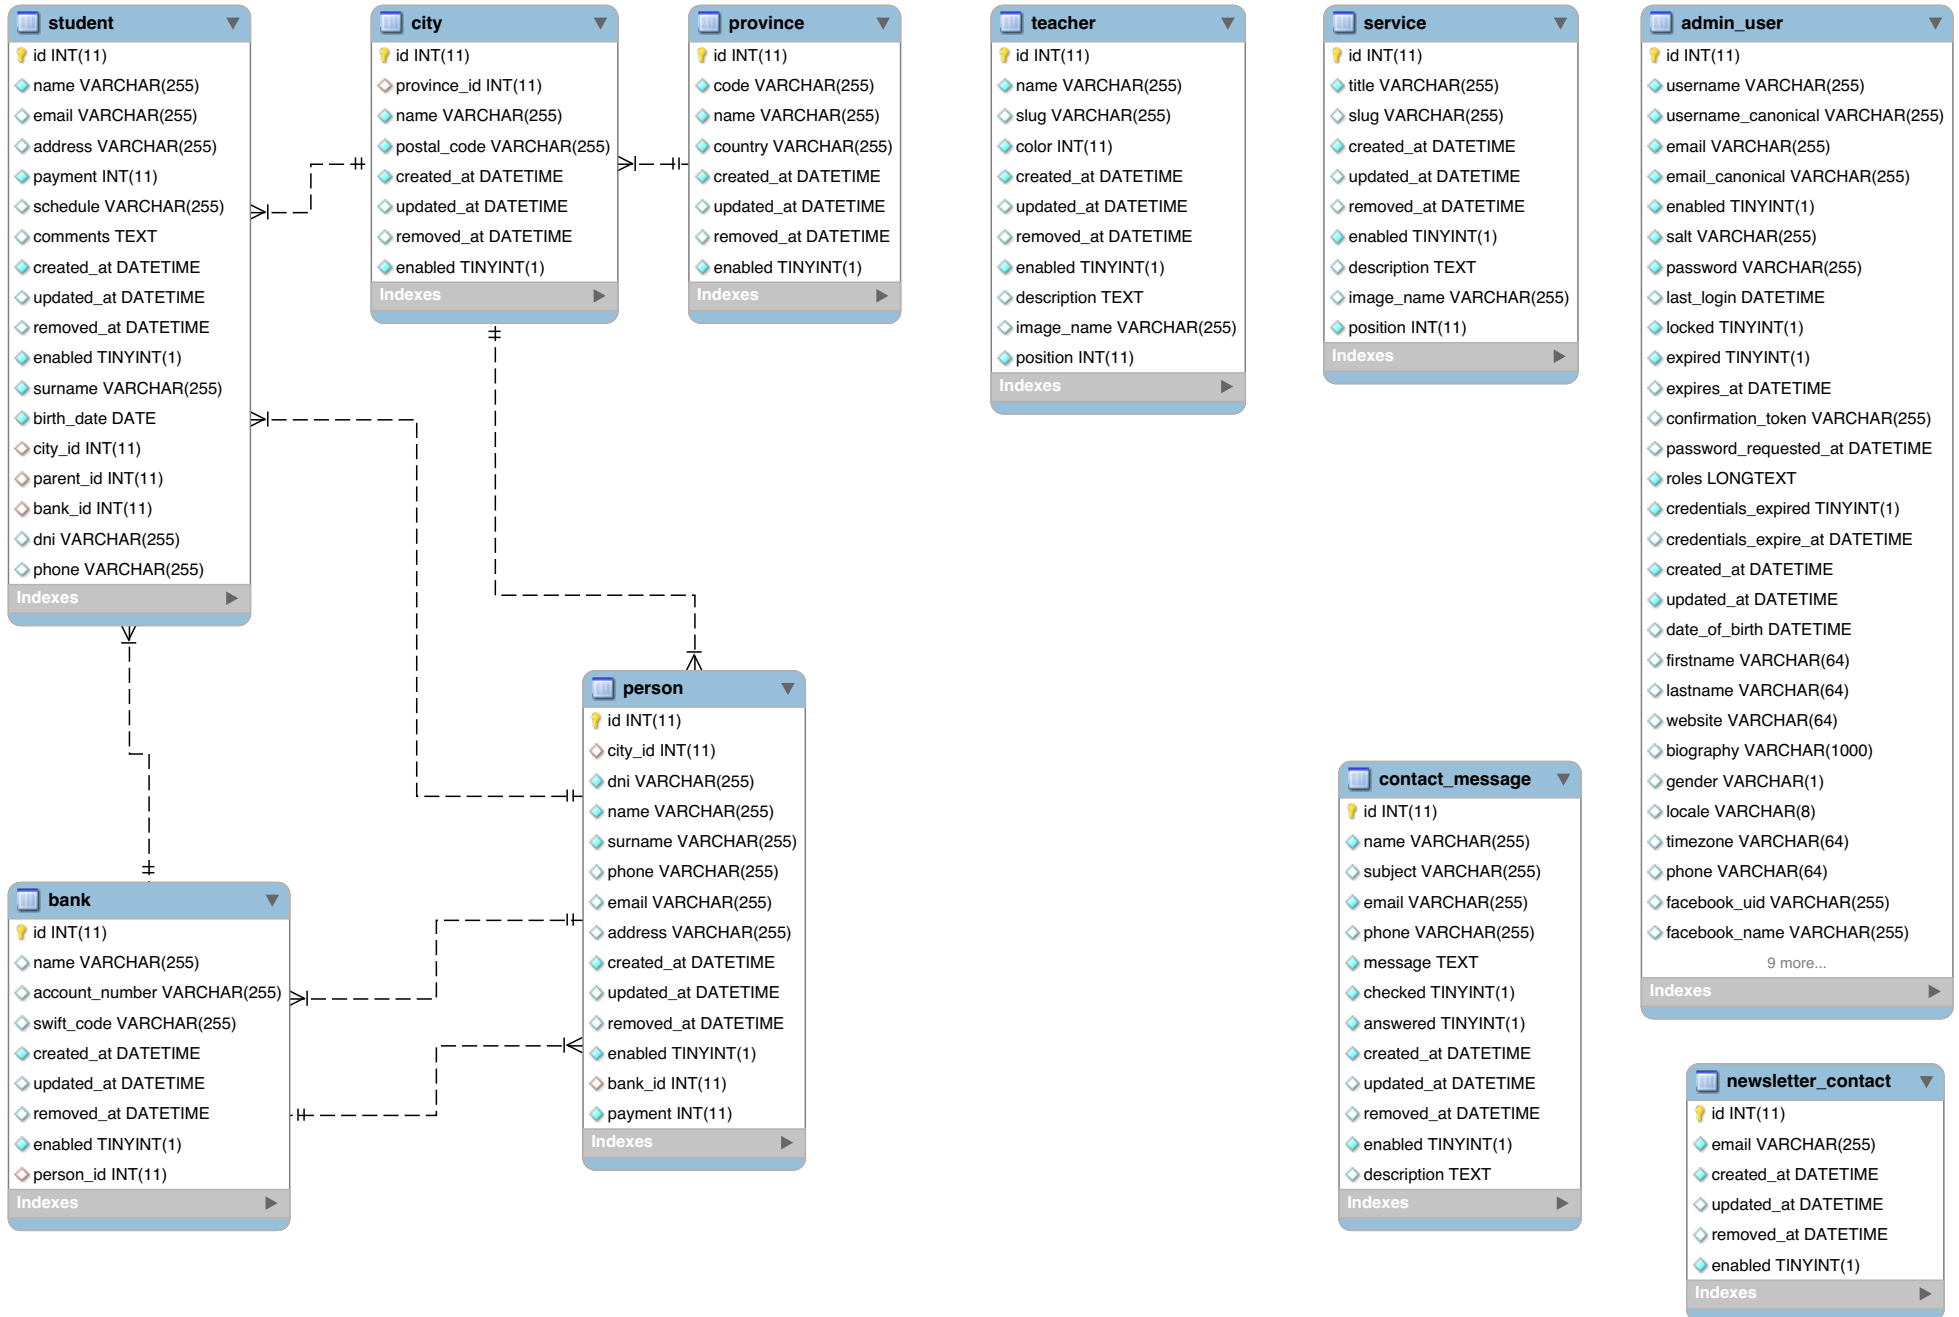 student
id INT(11)
name VARCHAR(255)
email VARCHAR(255)
address VARCHAR(255)
payment INT(11)
schedule VARCHAR(255)
comments TEXT
created_at DATETIME
updated_at DATETIME
removed_at DATETIME
enabled TINYINT(1)
surname VARCHAR(255)
birth_date DATE
city_id INT(11)
parent_id INT(11)
bank_id INT(11)
dni VARCHAR(255)
phone VARCHAR(255)
Indexes
city
id INT(11)
province_id INT(11)
name VARCHAR(255)
postal_code VARCHAR(255)
created_at DATETIME
updated_at DATETIME
removed_at DATETIME
enabled TINYINT(1)
Indexes
province
id INT(11)
code VARCHAR(255)
name VARCHAR(255)
country VARCHAR(255)
created_at DATETIME
updated_at DATETIME
removed_at DATETIME
enabled TINYINT(1)
Indexes
teacher
id INT(11)
name VARCHAR(255)
slug VARCHAR(255)
color INT(11)
created_at DATETIME
updated_at DATETIME
removed_at DATETIME
enabled TINYINT(1)
description TEXT
image_name VARCHAR(255)
position INT(11)
Indexes
service
id INT(11)
title VARCHAR(255)
slug VARCHAR(255)
created_at DATETIME
updated_at DATETIME
removed_at DATETIME
enabled TINYINT(1)
description TEXT
image_name VARCHAR(255)
position INT(11)
Indexes
admin_user
id INT(11)
username VARCHAR(255)
username_canonical VARCHAR(255)
email VARCHAR(255)
email_canonical VARCHAR(255)
enabled TINYINT(1)
salt VARCHAR(255)
password VARCHAR(255)
last_login DATETIME
locked TINYINT(1)
expired TINYINT(1)
expires_at DATETIME
confirmation_token VARCHAR(255)
password_requested_at DATETIME
roles LONGTEXT
credentials_expired TINYINT(1)
credentials_expire_at DATETIME
created_at DATETIME
updated_at DATETIME
date_of_birth DATETIME
firstname VARCHAR(64)
lastname VARCHAR(64)
website VARCHAR(64)
biography VARCHAR(1000)
gender VARCHAR(1)
locale VARCHAR(8)
timezone VARCHAR(64)
phone VARCHAR(64)
facebook_uid VARCHAR(255)
facebook_name VARCHAR(255)
9 more...
Indexes
person
id INT(11)
city_id INT(11)
dni VARCHAR(255)
name VARCHAR(255)
surname VARCHAR(255)
phone VARCHAR(255)
email VARCHAR(255)
address VARCHAR(255)
created_at DATETIME
updated_at DATETIME
removed_at DATETIME
enabled TINYINT(1)
bank_id INT(11)
payment INT(11)
Indexes
bank
id INT(11)
name VARCHAR(255)
account_number VARCHAR(255)
swift_code VARCHAR(255)
created_at DATETIME
updated_at DATETIME
removed_at DATETIME
enabled TINYINT(1)
person_id INT(11)
Indexes
contact_message
id INT(11)
name VARCHAR(255)
subject VARCHAR(255)
email VARCHAR(255)
phone VARCHAR(255)
message TEXT
checked TINYINT(1)
answered TINYINT(1)
created_at DATETIME
updated_at DATETIME
removed_at DATETIME
enabled TINYINT(1)
description TEXT
Indexes
newsletter_contact
id INT(11)
email VARCHAR(255)
created_at DATETIME
updated_at DATETIME
removed_at DATETIME
enabled TINYINT(1)
Indexes